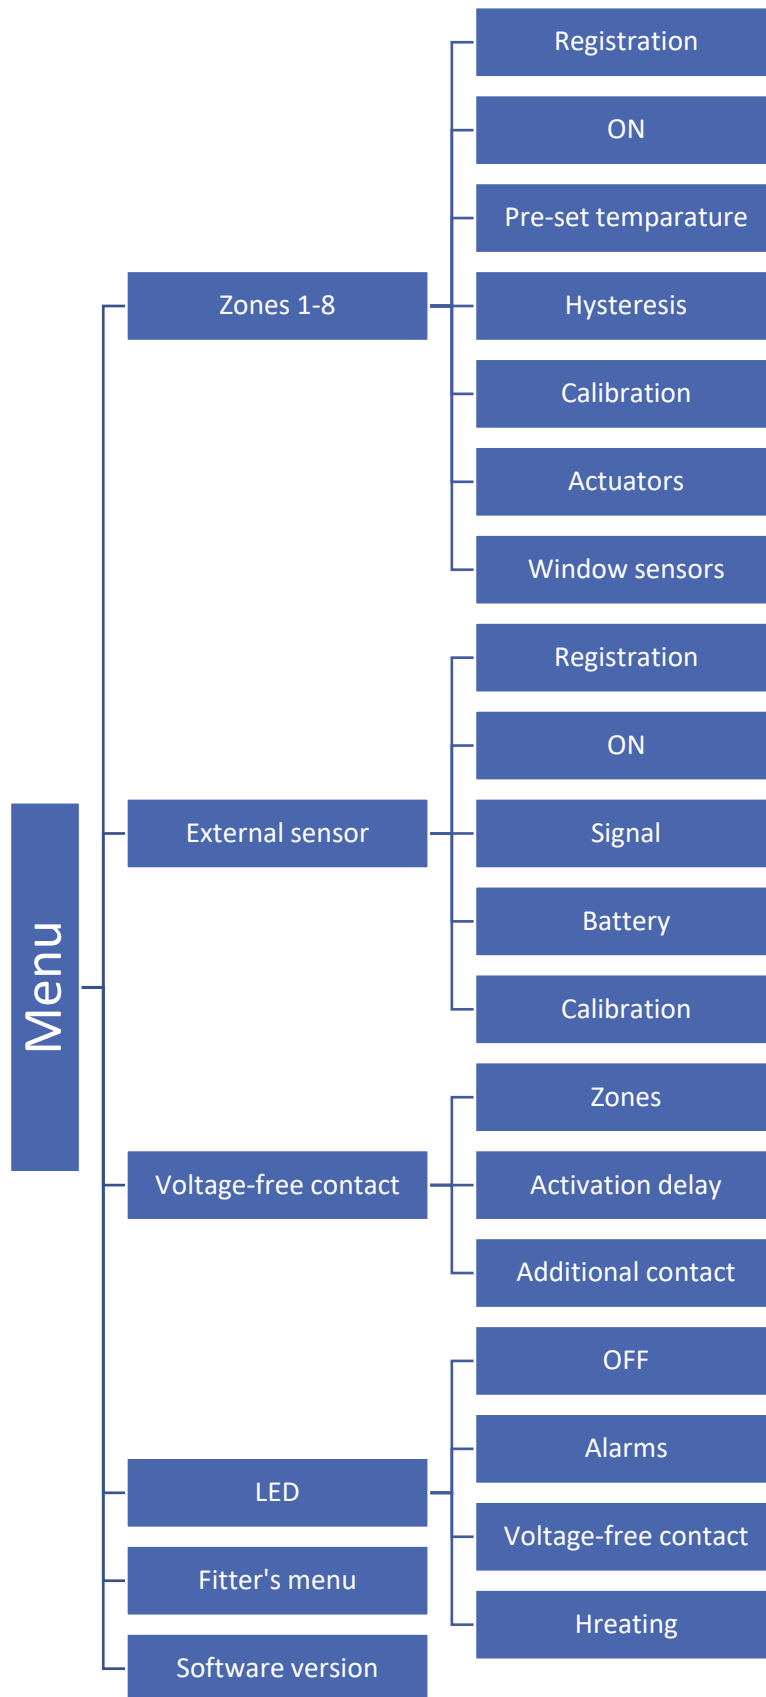 Menu
Zones 1-8
Registration
ON
Pre-set temparature
Hysteresis
Calibration
Actuators
Window sensors
External sensor
Registration
ON
Signal
Battery
Calibration
Voltage-free contact
Zones
Activation delay
Additional contact
LED
OFF
Alarms
Voltage-free contact
Hreating
Fitter's menu
Software version